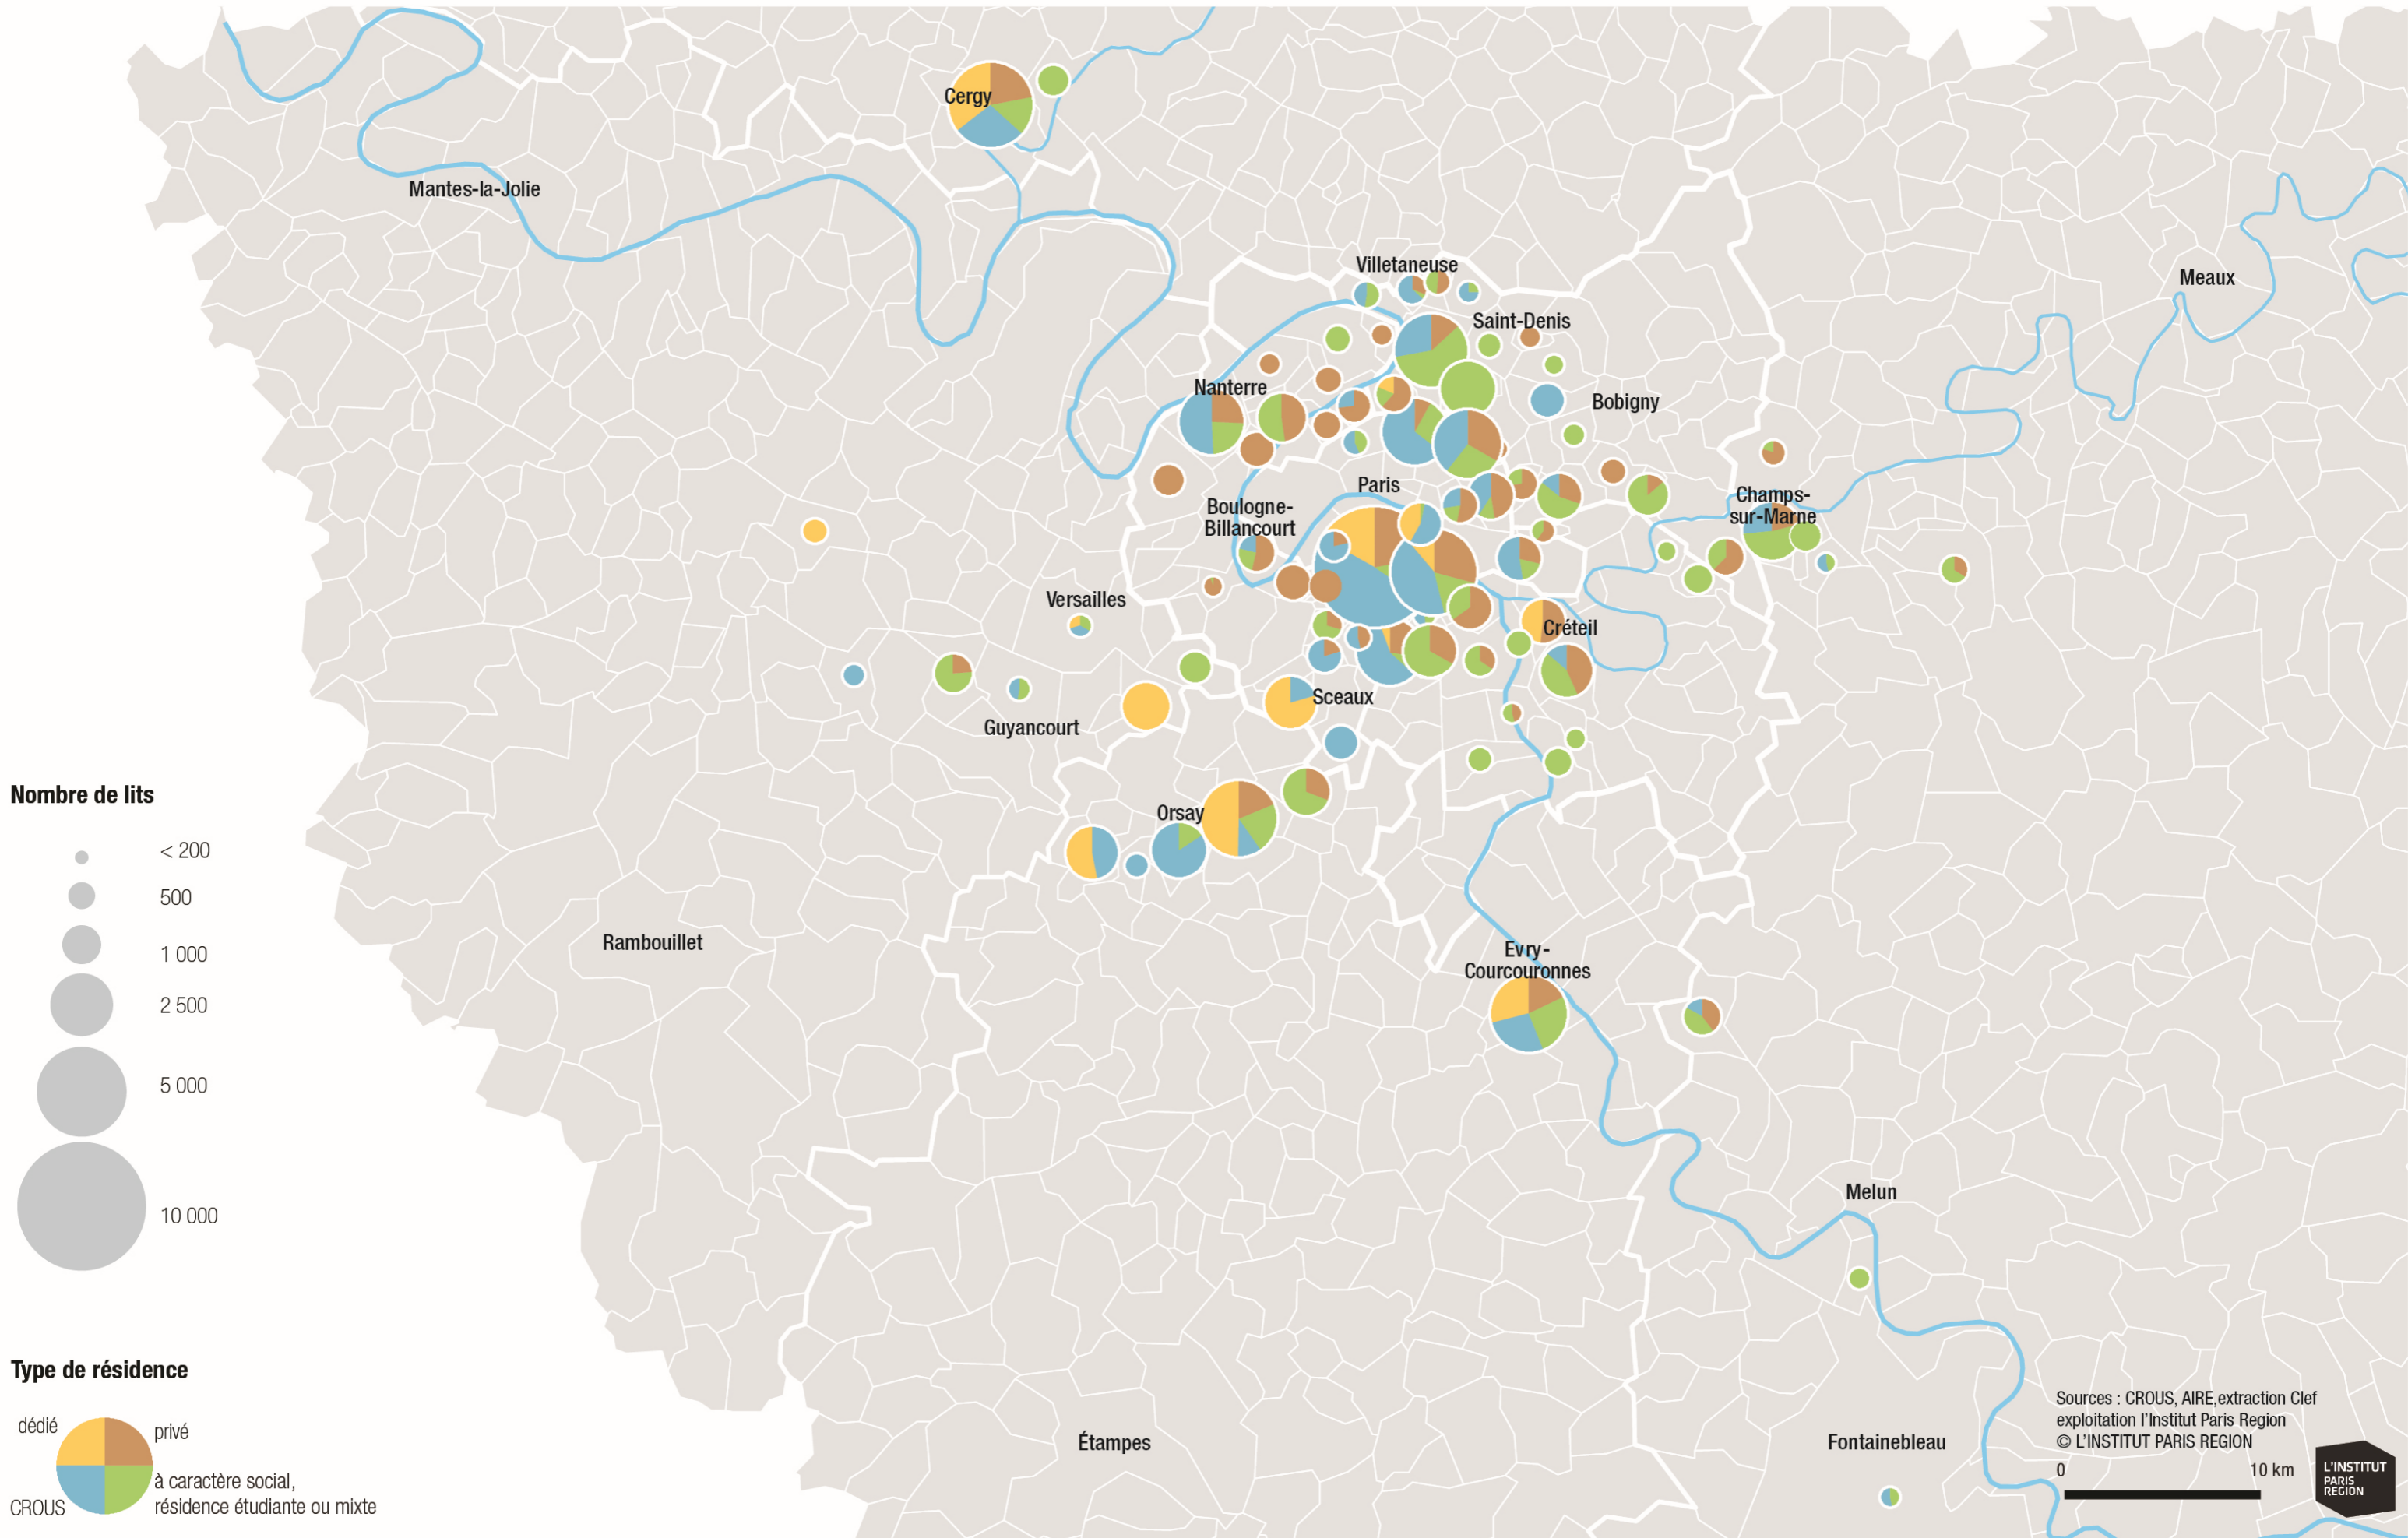 Cergy
Mantes-la-Jolie
Villetaneuse
Meaux
Saint-Denis
Nanterre
Bobigny
Paris
Boulogne-
Billancourt
Champs-
sur-Marne
Versailles
Créteil
Sceaux
Guyancourt
Orsay
Rambouillet
Evry-
Courcouronnes
Melun
Étampes
Fontainebleau
Nombre de lits
< 200
500
1 000
2 500
5 000
10 000
Type de résidence
dédié
privé
à caractère social,
résidence étudiante ou mixte
CROUS
Sources : CROUS, AIRE,extraction Clef
exploitation l'Institut Paris Region
© L'INSTITUT PARIS REGION
0
10 km
L'INSTITUT
PARIS
REGION